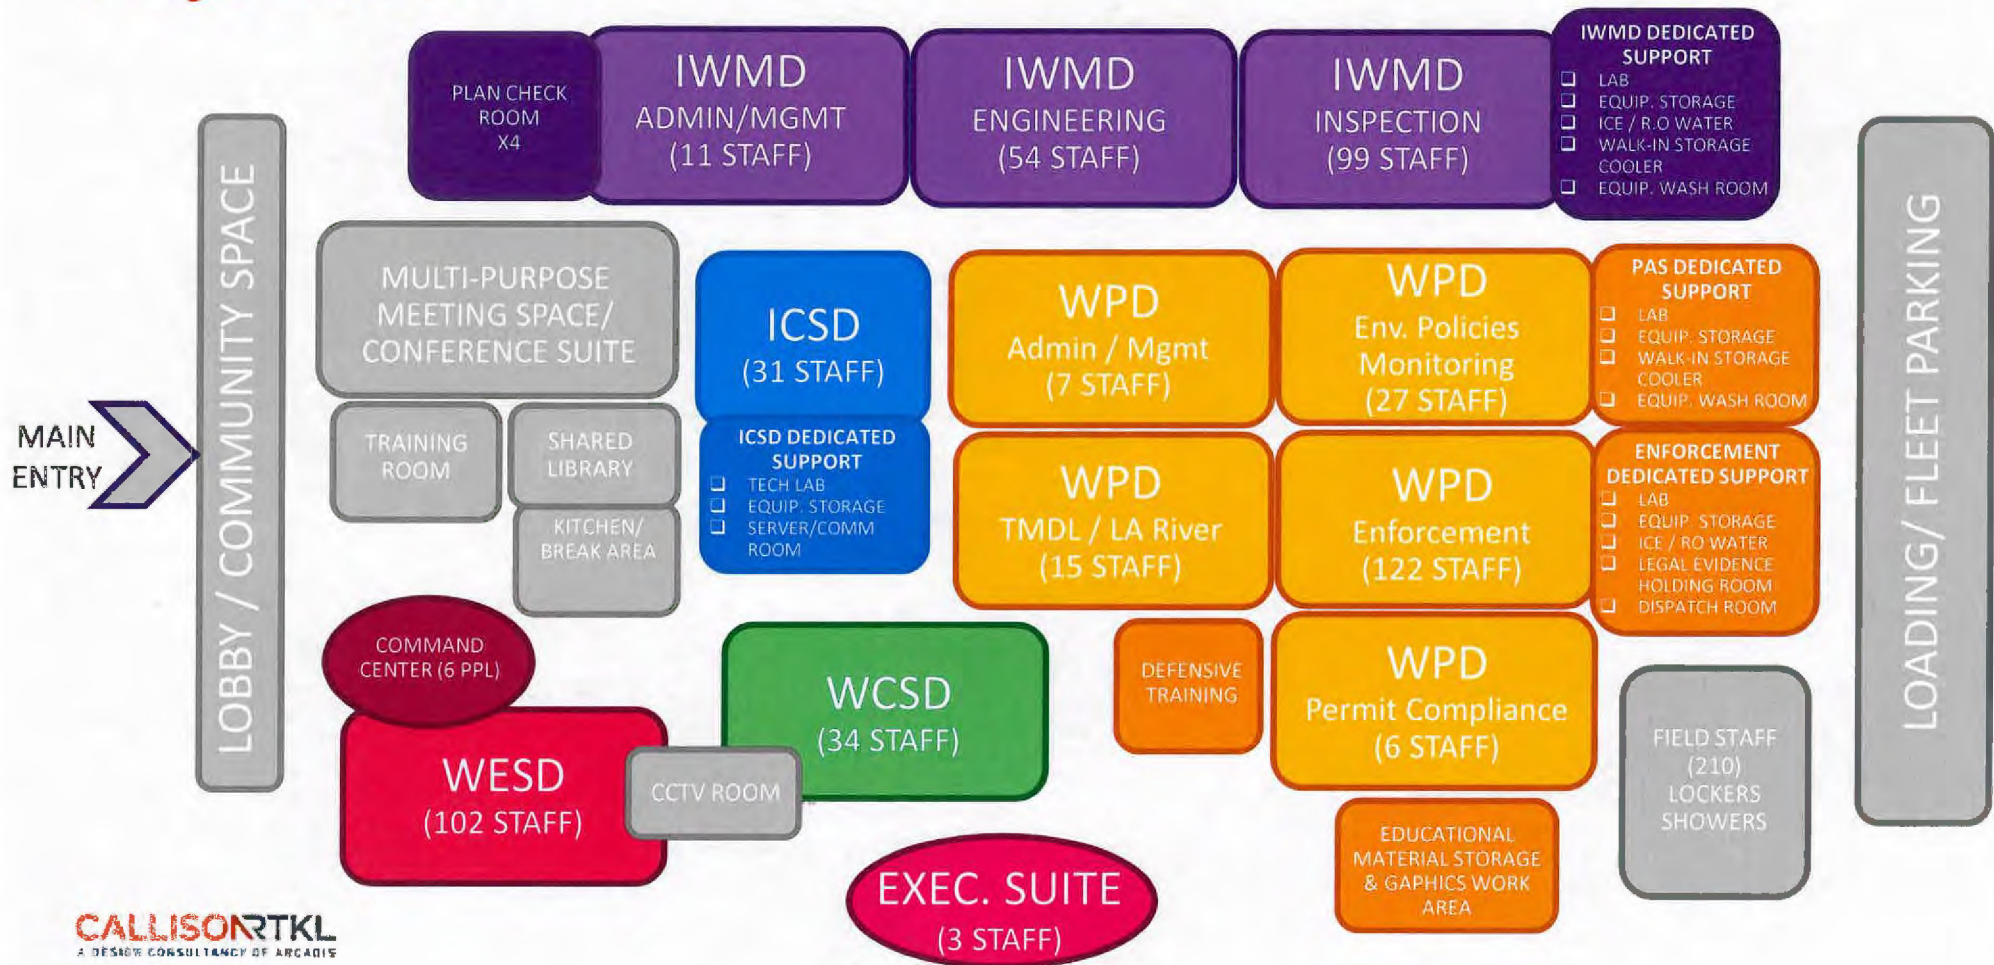 PLAN CHECK
ROOM
X4
IWMD
ADMIN/MGMT
(11 STAFF)
IWMD
ENGINEERING
(54 STAFF)
IWMD
INSPECTION
(99 STAFF)
IWMD DEDICATED
SUPPORT
❑ LAB
❑ EQUIP. STORAGE
❑ ICE / R.O WATER
❑ WALK-IN STORAGE
COOLER
❑ EQUIP. WASH ROOM
MAIN
ENTRY
LOBBY / COMMUNITY SPACE
MULTI-PURPOSE
MEETING SPACE/
CONFERENCE SUITE
TRAINING
ROOM
SHARED
LIBRARY
KITCHEN/
BREAK AREA
ICSD
(31 STAFF)
ICSD DEDICATED
SUPPORT
❑ TECH LAB
❑ EQUIP. STORAGE
❑ SERVER/COMM
ROOM
WPD
Admin / Mgmt
(7 STAFF)
WPD
Env. Policies
Monitoring
(27 STAFF)
PAS DEDICATED
SUPPORT
❑ LAB
❑ EQUIP. STORAGE
❑ WALK-IN STORAGE
COOLER
❑ EQUIP. WASH ROOM
WPD
TMDL / LA River
(15 STAFF)
WPD
Enforcement
(122 STAFF)
ENFORCEMENT
DEDICATED SUPPORT
❑ LAB
❑ EQUIP. STORAGE
❑ ICE / RO WATER
❑ LEGAL EVIDENCE
HOLDING ROOM
❑ DISPATCH ROOM
LOADING/ FLEET PARKING
COMMAND
CENTER (6 PPL)
WESD
(102 STAFF)
CCTV ROOM
WCSD
(34 STAFF)
DEFENSIVE
TRAINING
WPD
Permit Compliance
(6 STAFF)
FIELD STAFF
(210)
LOCKERS
SHOWERS
EDUCATIONAL
MATERIAL STORAGE
& GAPHICS WORK
AREA
EXEC. SUITE
(3 STAFF)
CALLISONRTKL
A DESIGN CONSULTANCY OF ARCADIS